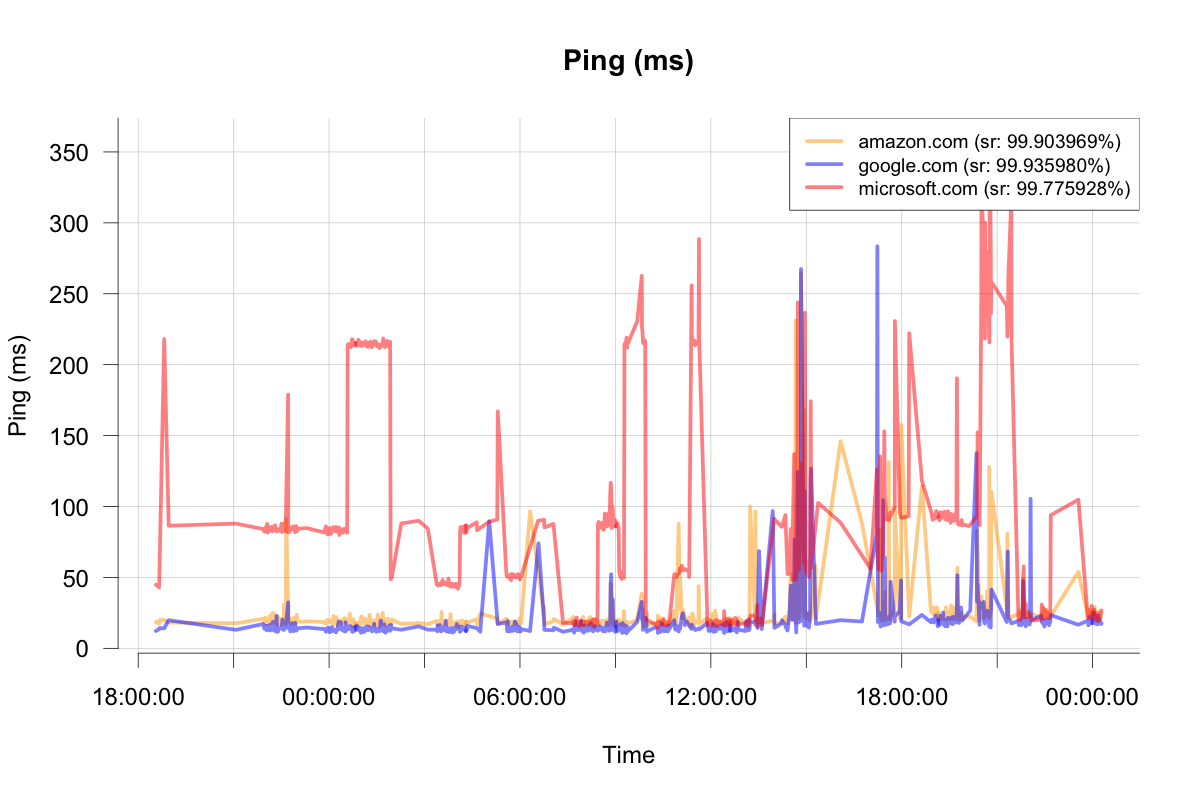 Ping (ms)
amazon.com (sr: 99.903969%)
google.com (sr: 99.935980%)
microsoft.com (sr: 99.775928%)
350
300
250
200
150
100
50
0
Ping (ms)
18:00:00 00:00:00 06:00:00 12:00:00 18:00:00 00:00:00
Time